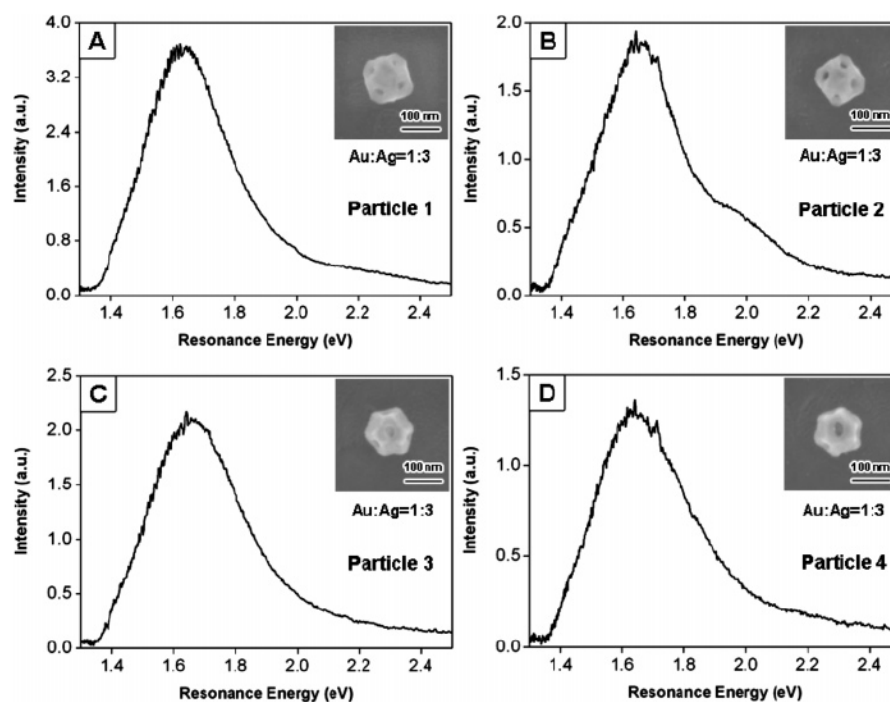 A
4.0
3.2
2.4
1.6
0.8
0.0
Intensity (a.u.)
100 nm
Au:Ag=1:3
Particle 1
1.4 1.6 1.8 2.0 2.2 2.4
Resonance Energy (eV)
B
2.0
1.5
1.0
0.5
0.0
Intensity (a.u.)
100 nm
Au:Ag=1:3
Particle 2
1.4 1.6 1.8 2.0 2.2 2.4
Resonance Energy (eV)
C
2.5
2.0
1.5
1.0
0.5
0.0
Intensity (a.u.)
100 nm
Au:Ag=1:3
Particle 3
1.4 1.6 1.8 2.0 2.2 2.4
Resonance Energy (eV)
D
1.5
1.0
0.5
0.0
Intensity (a.u.)
100 nm
Au:Ag=1:3
Particle 4
1.4 1.6 1.8 2.0 2.2 2.4
Resonance Energy (eV)